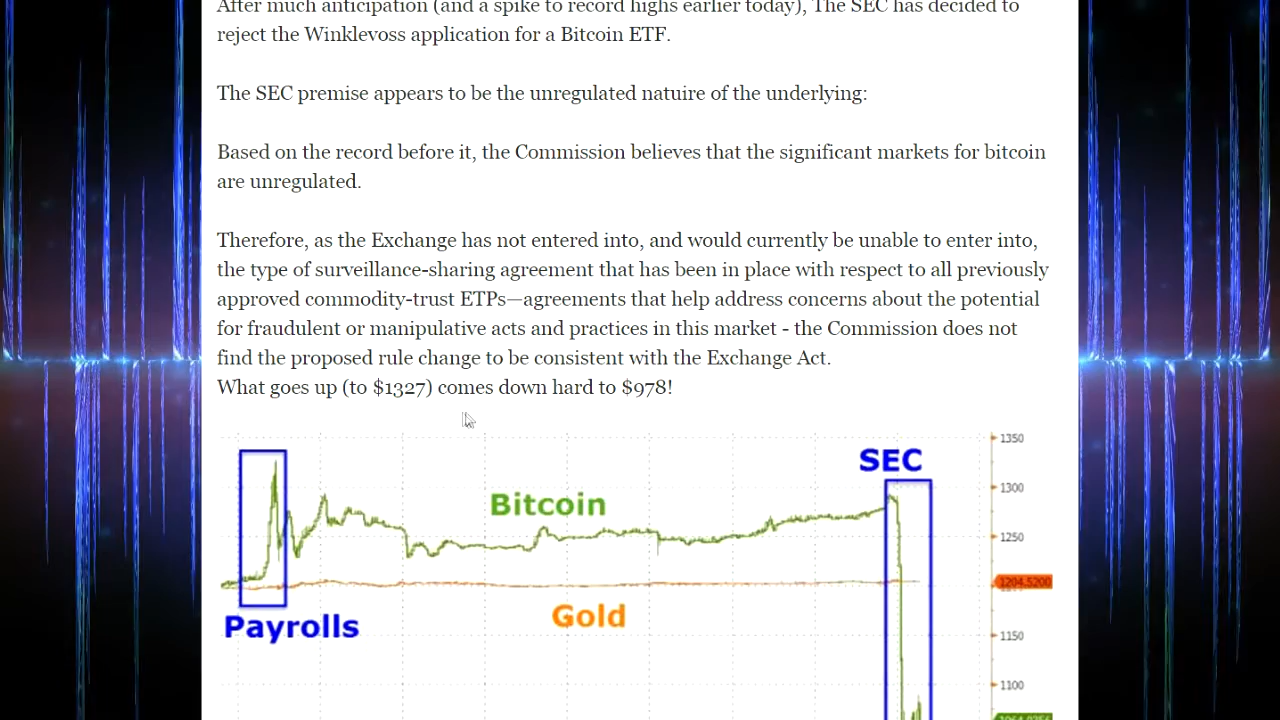 After much anticipation (and a spike to record highs earlier today), The SEC has decided to
reject the Winklevoss application for a Bitcoin ETF.
The SEC premise appears to be the unregulated natuire of the underlying:
Based on the record before it, the Commission believes that the significant markets for bitcoin
are unregulated.
Therefore, as the Exchange has not entered into, and would currently be unable to enter into,
the type of surveillance-sharing agreement that has been in place with respect to all previously
approved commodity-trust ETPs—agreements that help address concerns about the potential
for fraudulent or manipulative acts and practices in this market - the Commission does not
find the proposed rule change to be consistent with the Exchange Act.
What goes up (to $1327) comes down hard to $978!
1350
SEC
1300
Bitcoin
1250
1204.5200
Gold
Payrolls
1150
1100